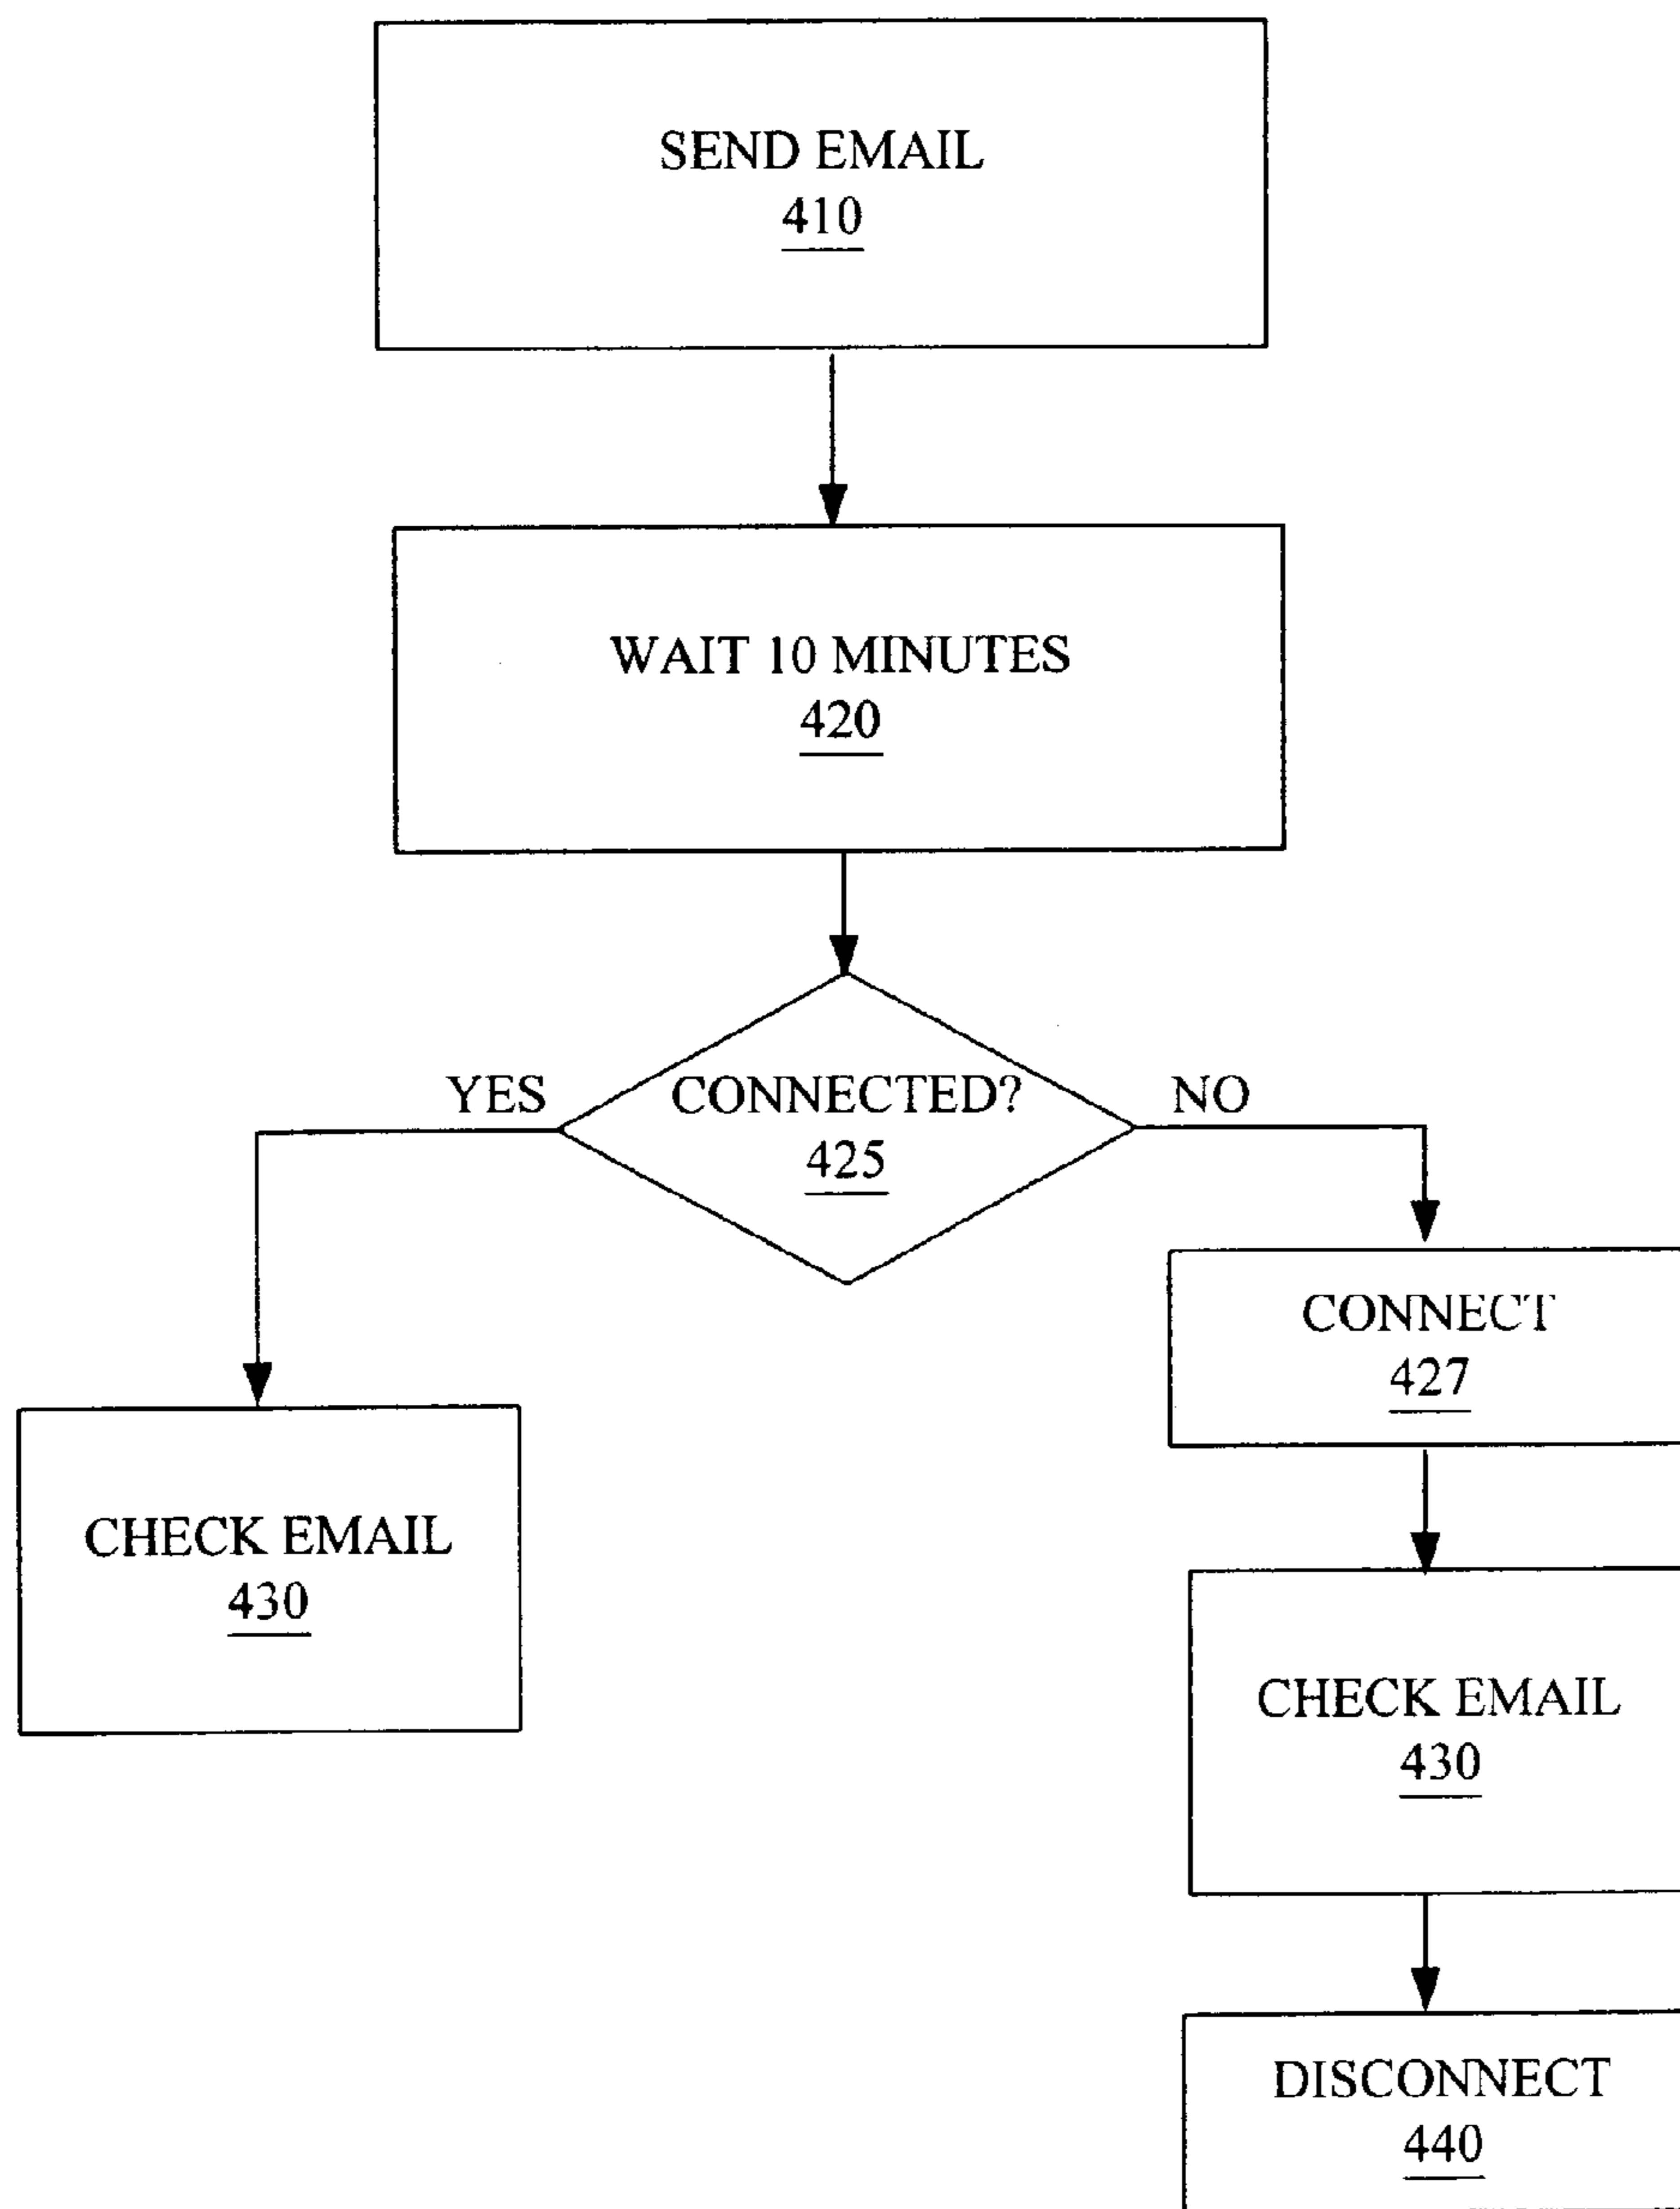 SEND EMAIL
410
WAIT 10 MINUTES
420
YES
CONNECTED?
425
NO
CONNECT
427
CHECK EMAIL
430
CHECK EMAIL
430
DISCONNECT
440